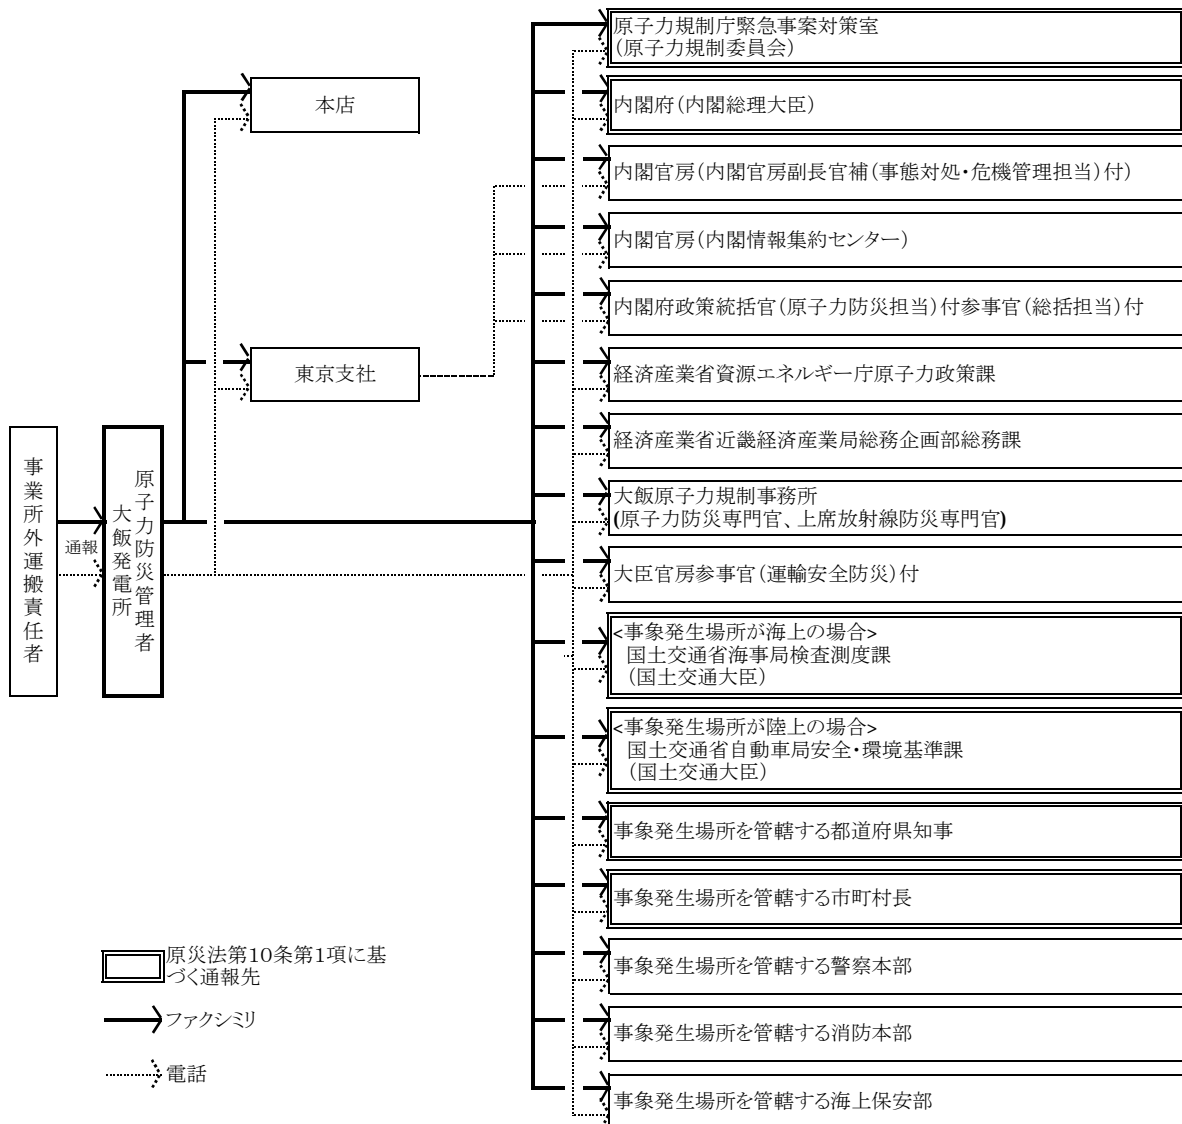 原子力規制庁緊急事案対策室
（原子力規制委員会）
本店
内閣府（内閣総理大臣）
内閣官房（内閣官房副長官補（事態対処・危機管理担当）付）
内閣官房（内閣情報集約センター）
内閣府政策統括官（原子力防災担当）付参事官（総括担当）付
東京支社
経済産業省資源エネルギー庁原子力政策課
経済産業省近畿経済産業局総務企画部総務課
事業所外運搬責任者
通報
原子力防災管理者
大飯発電所
大飯原子力規制事務所
(原子力防災専門官、上席放射線防災専門官)
大臣官房参事官（運輸安全防災）付
<事象発生場所が海上の場合>
国土交通省海事局検査測度課
（国土交通大臣）
<事象発生場所が陸上の場合>
国土交通省自動車局安全・環境基準課
（国土交通大臣）
事象発生場所を管轄する都道府県知事
事象発生場所を管轄する市町村長
事象発生場所を管轄する警察本部
事象発生場所を管轄する消防本部
事象発生場所を管轄する海上保安部
原災法第10条第1項に基
づく通報先
ファクシミリ
電話